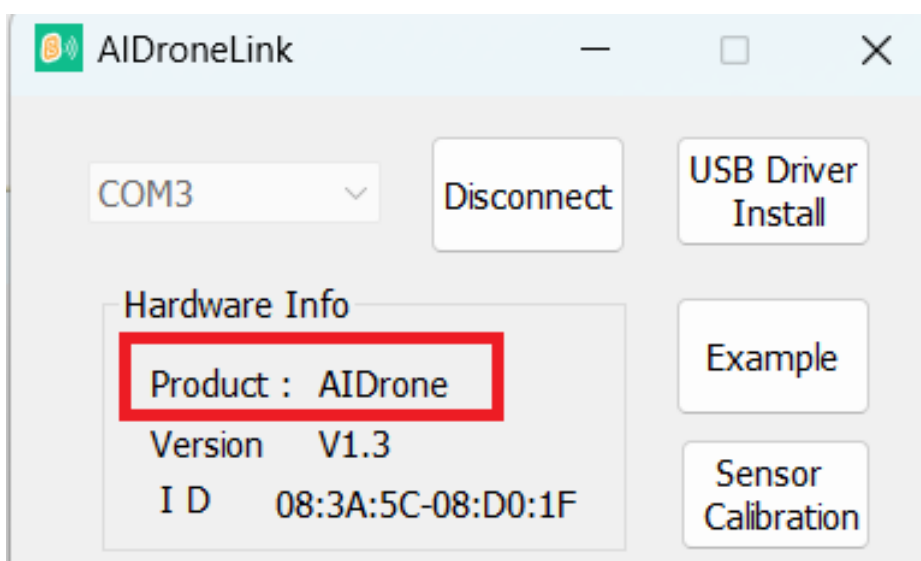 AIDroneLink
COM3
Disconnect
USB Driver
Install
Hardware Info
Product : AIDrone
Version V1.3
I D 08:3A:5C-08:D0:1F
Example
Sensor
Calibration